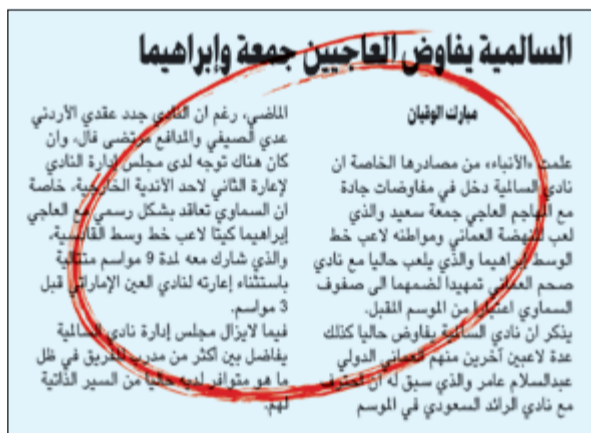 السالمية يفاوض العاجيين جمعة وإبراهيما
مبارك الوقيان
علمت «الأنباء» من مصادرها الخاصة ان
نادي السالمية دخل في مفاوضات جادة
مع المهاجم العاجي جمعة سعيد والذي
لعب للنهضة العماني ومواطنه لاعب خط
الوسط إبراهيما والذي يلعب حاليا مع نادي
صحم العماني تمهيدا لضمهما الى صفوف
السماوي اعتبارا من الموسم المقبل.
يذكر ان نادي السالمية يفاوض حاليا كذلك
عدة لاعبين آخرين منهم العماني الدولي
عبدالسلام عامر والذي سبق له ان احترف
مع نادي الرائد السعودي في الموسم
الماضي، رغم ان النادي جدد عقدي الأردني
عدي الصيفي والمدافع مرتضى فال، وان
كان هناك توجه لدى مجلس إدارة النادي
لإعارة الثاني لاحد الأندية الخارجية، خاصة
ان السماوي تعاقد بشكل رسمي مع العاجي
إبراهيما كيتا لاعب خط وسط القادسية،
والذي شارك معه لمدة 9 مواسم متتالية
باستثناء إعارته لنادي العين الإماراتي قبل
3 مواسم.
فيما لايزال مجلس إدارة نادي السالمية
يفاضل بين أكثر من مدرب للفريق في ظل
ما هو متوافر لديه حاليا من السير الذاتية
لهم.